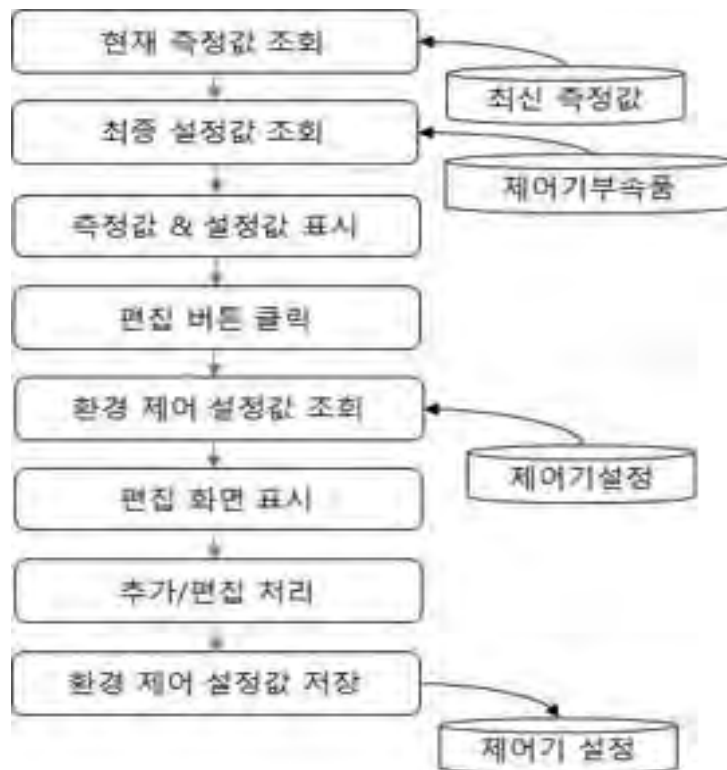 현재 측정값 조회
최신 측정값
최종 설정값 조회
제어기부속품
측정값 & 설정값 표시
편집 버튼 클릭
환경 제어 설정값 조회
제어기설정
편집 화면 표시
추가/편집 처리
환경 제어 설정값 저장
제어기 설정